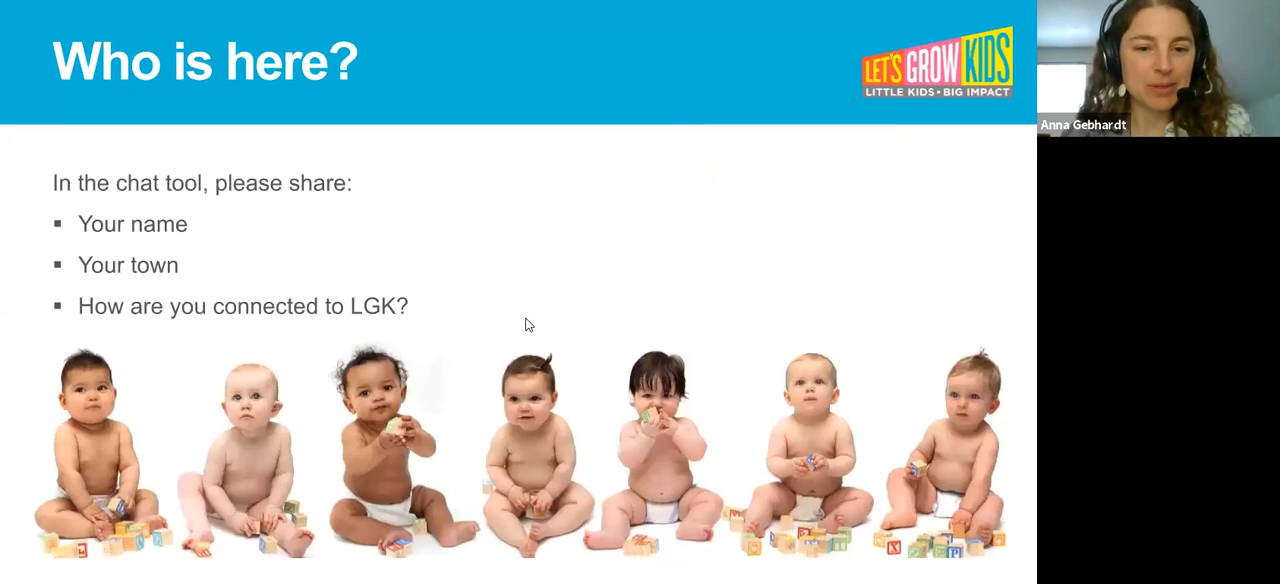 Who is here?
LET'S GROW KIDS
LITTLE KIDS • BIG IMPACT
Anna Gebhardt
In the chat tool, please share:
▪ Your name
▪ Your town
▪ How are you connected to LGK?